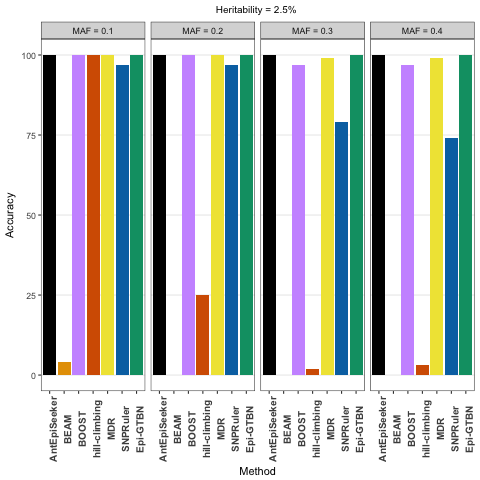 Heritability = 2.5%
MAF = 0.1
MAF = 0.2
MAF = 0.3
MAF = 0.4
Accuracy
100
75
50
25
0
AntEpiSeeker
BEAM
BOOST
hill-climbing
MDR
SNPRuler
Epi-GTBN
AntEpiSeeker
BEAM
BOOST
hill-climbing
MDR
SNPRuler
Epi-GTBN
AntEpiSeeker
BEAM
BOOST
hill-climbing
MDR
SNPRuler
Epi-GTBN
AntEpiSeeker
BEAM
BOOST
hill-climbing
MDR
SNPRuler
Epi-GTBN
Method